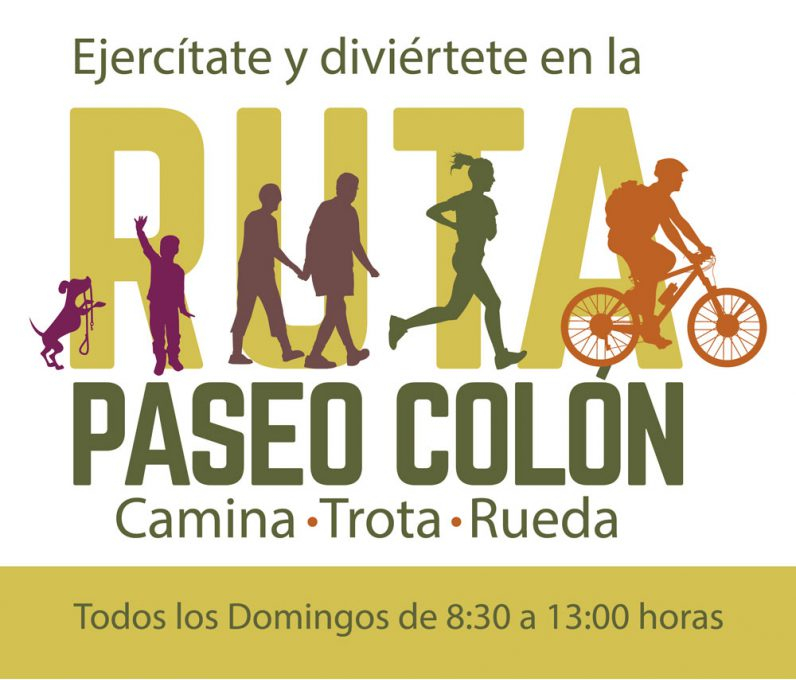 Ejercítate y diviértete en la
RUTA
PASEO COLÓN
Camina • Trota • Rueda
Todos los Domingos de 8:30 a 13:00 horas